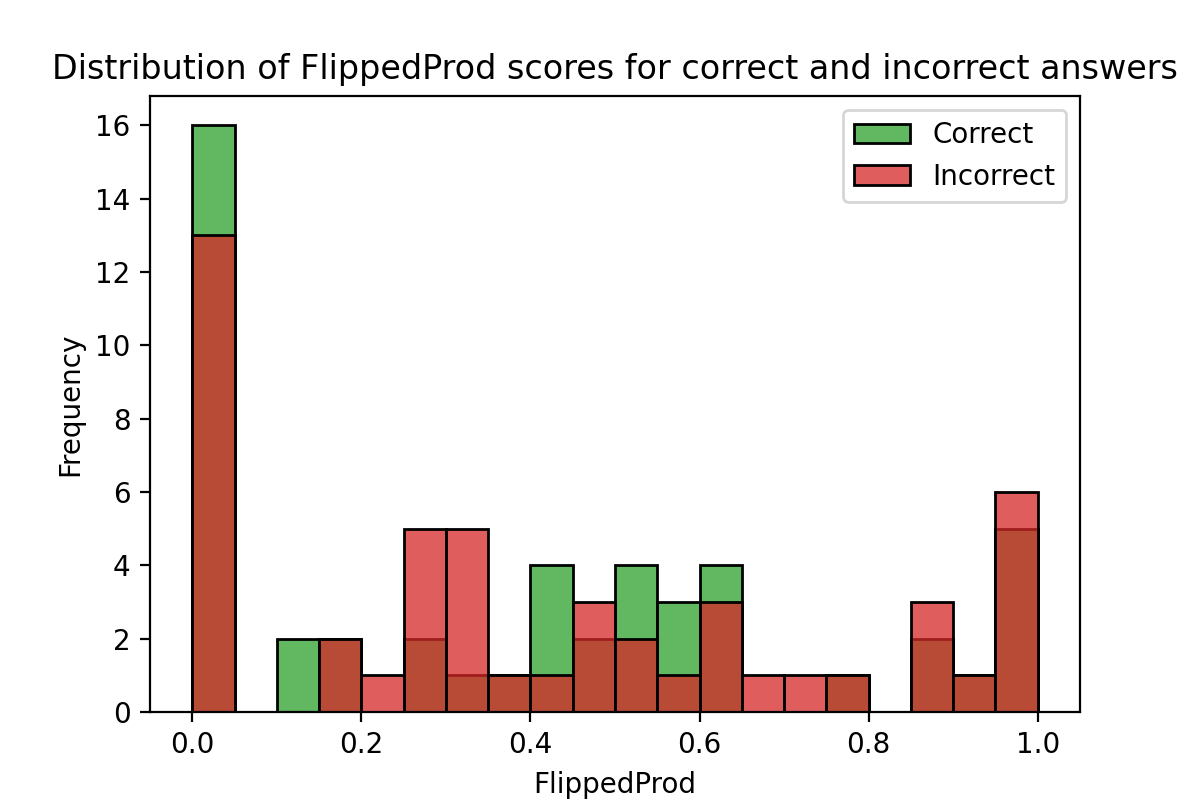 Distribution of FlippedProd scores for correct and incorrect answers
Correct
Incorrect
16
14
12
10
8
6
4
2
0
Frequency
0.0 0.2 0.4 0.6 0.8 1.0
FlippedProd